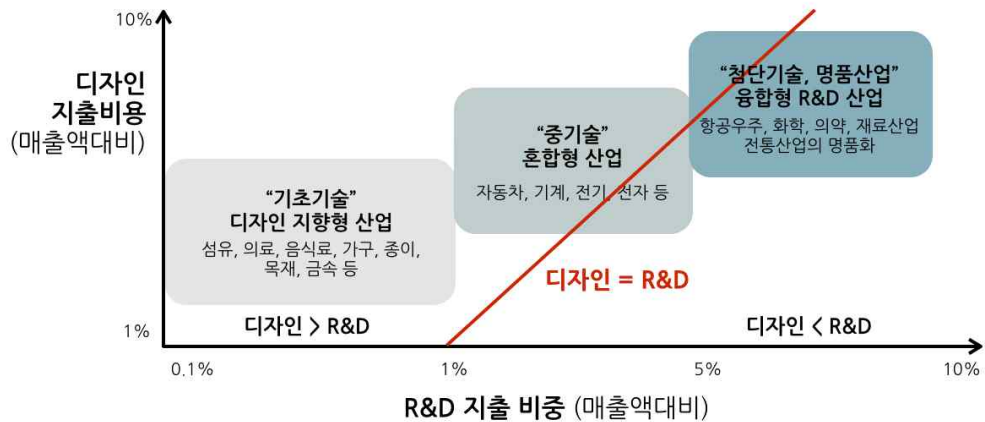 10%
디자인
지출비용
(매출액대비)
“첨단기술, 명품산업”
융합형 R&D 산업
항공우주, 화학, 의약, 재료산업
전통산업의 명품화
“중기술”
혼합형 산업
자동차, 기계, 전기, 전자 등
“기초기술”
디자인 지향형 산업
섬유, 의료, 음식료, 가구, 종이,
목재, 금속 등
디자인 = R&D
디자인 > R&D
디자인 < R&D
1%
0.1%
1%
5%
10%
R&D 지출 비중 (매출액대비)